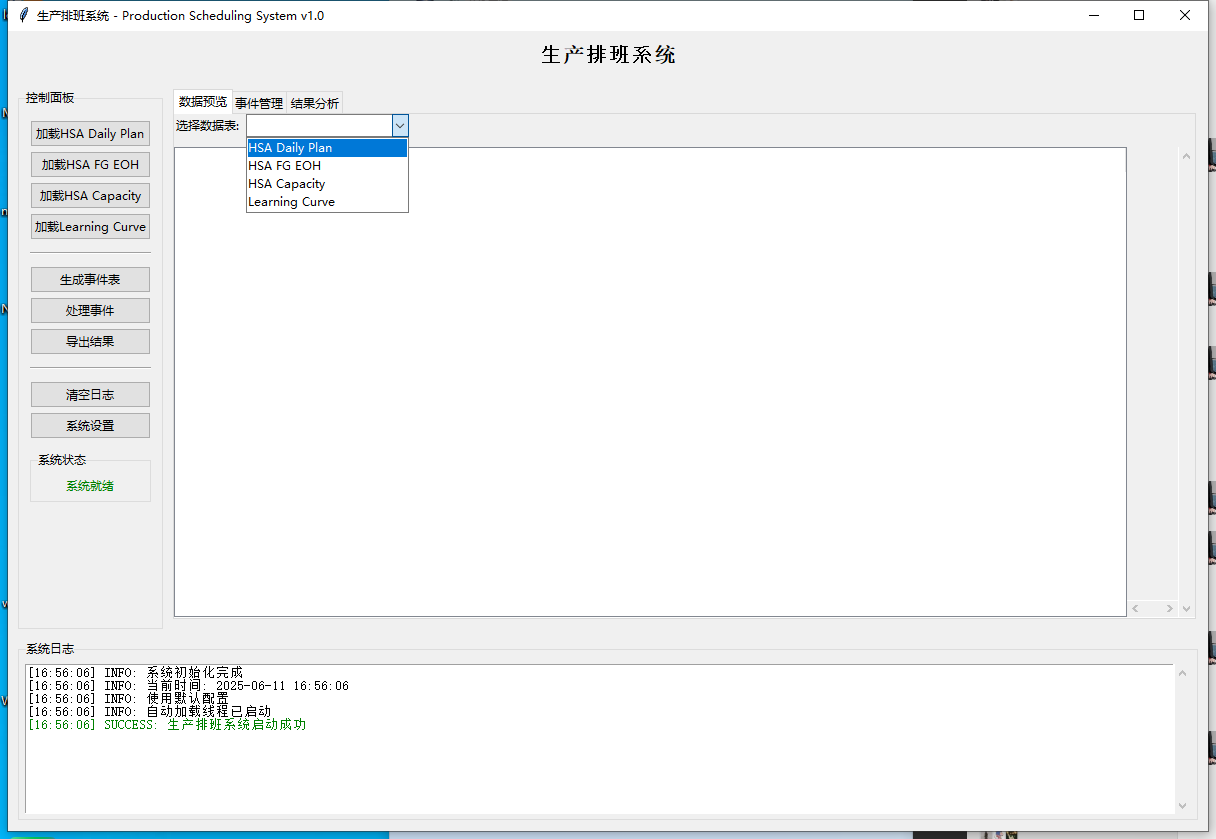 生产排班系统 - Production Scheduling System v1.0
生产排班系统
控制面板
加载HSA Daily Plan
加载HSA FG EOH
加载HSA Capacity
加载Learning Curve
生成事件表
处理事件
导出结果
清空日志
系统设置
系统状态
系统就绪
数据预览 事件管理 结果分析
选择数据表:
HSA Daily Plan
HSA FG EOH
HSA Capacity
Learning Curve
系统日志
[16:56:06] INFO: 系统初始化完成
[16:56:06] INFO: 当前时间: 2025-06-11 16:56:06
[16:56:06] INFO: 使用默认配置
[16:56:06] INFO: 自动加载线程已启动
[16:56:06] SUCCESS: 生产排班系统启动成功